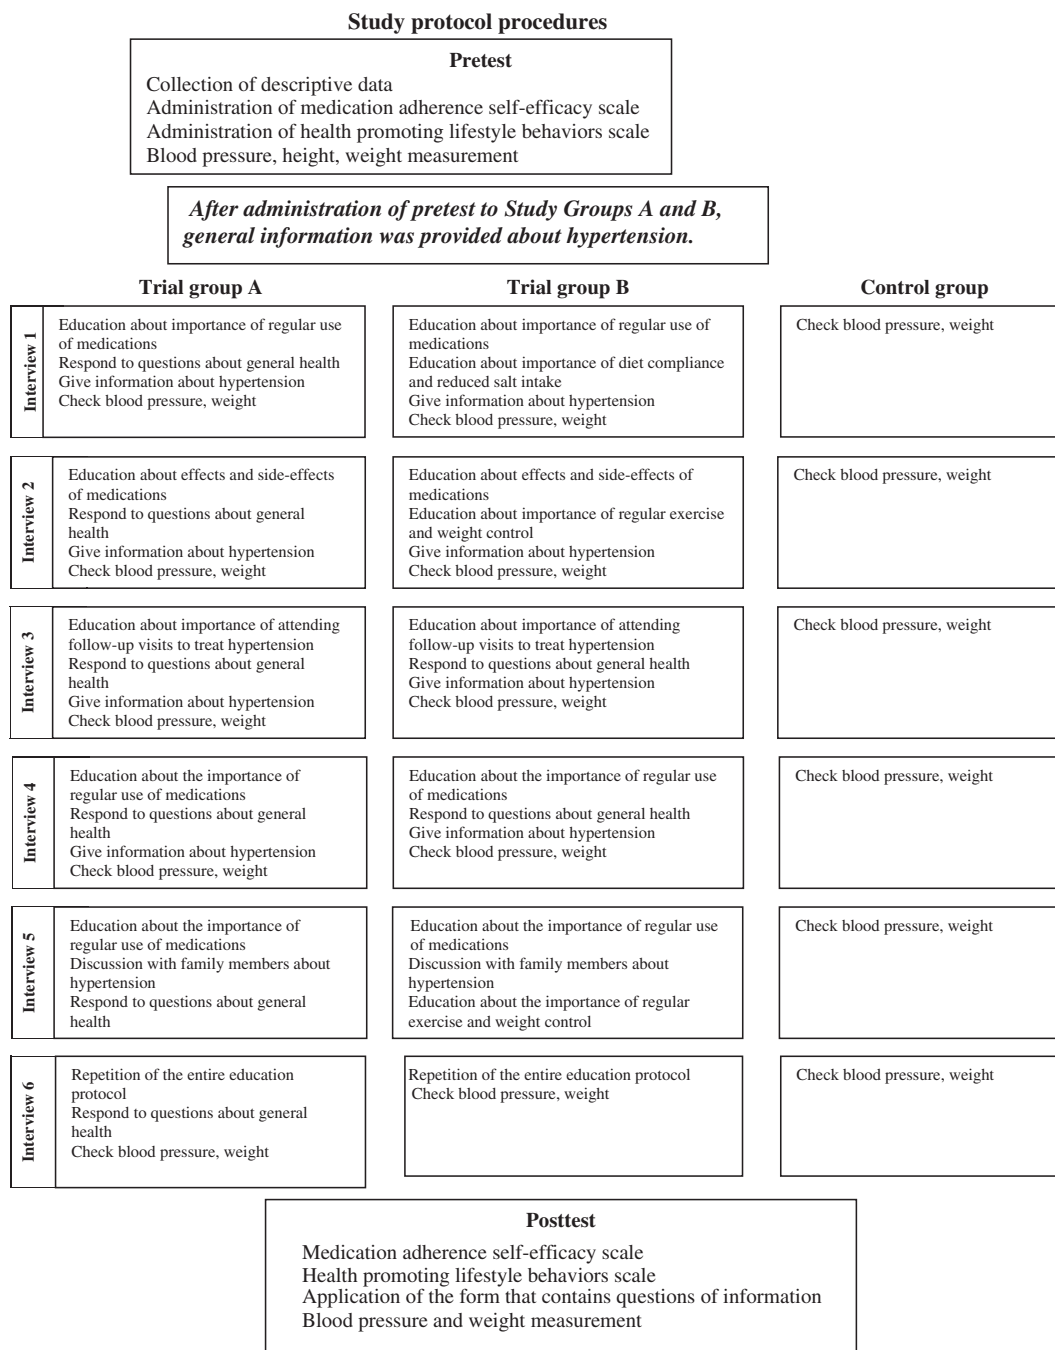 Study protocol procedures
Pretest
Collection of descriptive data
Administration of medication adherence self-efficacy scale
Administration of health promoting lifestyle behaviors scale
Blood pressure, height, weight measurement
After administration of pretest to Study Groups A and B,
general information was provided about hypertension.
Trial group A
Trial group B
Control group
Interview 1
Education about importance of regular use
of medications
Respond to questions about general health
Give information about hypertension
Check blood pressure, weight
Education about importance of regular use of
medications
Education about importance of diet compliance
and reduced salt intake
Give information about hypertension
Check blood pressure, weight
Check blood pressure, weight
Interview 2
Education about effects and side-effects
of medications
Respond to questions about general
health
Give information about hypertension
Check blood pressure, weight
Education about effects and side-effects of
medications
Education about importance of regular exercise
and weight control
Give information about hypertension
Check blood pressure, weight
Check blood pressure, weight
Interview 3
Education about importance of attending
follow-up visits to treat hypertension
Respond to questions about general
health
Give information about hypertension
Check blood pressure, weight
Education about importance of attending
follow-up visits to treat hypertension
Respond to questions about general health
Give information about hypertension
Check blood pressure, weight
Check blood pressure, weight
Interview 4
Education about the importance of
regular use of medications
Respond to questions about general
health
Give information about hypertension
Check blood pressure, weight
Education about the importance of regular use
of medications
Respond to questions about general health
Give information about hypertension
Check blood pressure, weight
Check blood pressure, weight
Interview 5
Education about the importance of
regular use of medications
Discussion with family members about
hypertension
Respond to questions about general
health
Education about the importance of regular use
of medications
Discussion with family members about
hypertension
Education about the importance of regular
exercise and weight control
Check blood pressure, weight
Interview 6
Repetition of the entire education
protocol
Respond to questions about general
health
Check blood pressure, weight
Repetition of the entire education protocol
Check blood pressure, weight
Check blood pressure, weight
Posttest
Medication adherence self-efficacy scale
Health promoting lifestyle behaviors scale
Application of the form that contains questions of information
Blood pressure and weight measurement